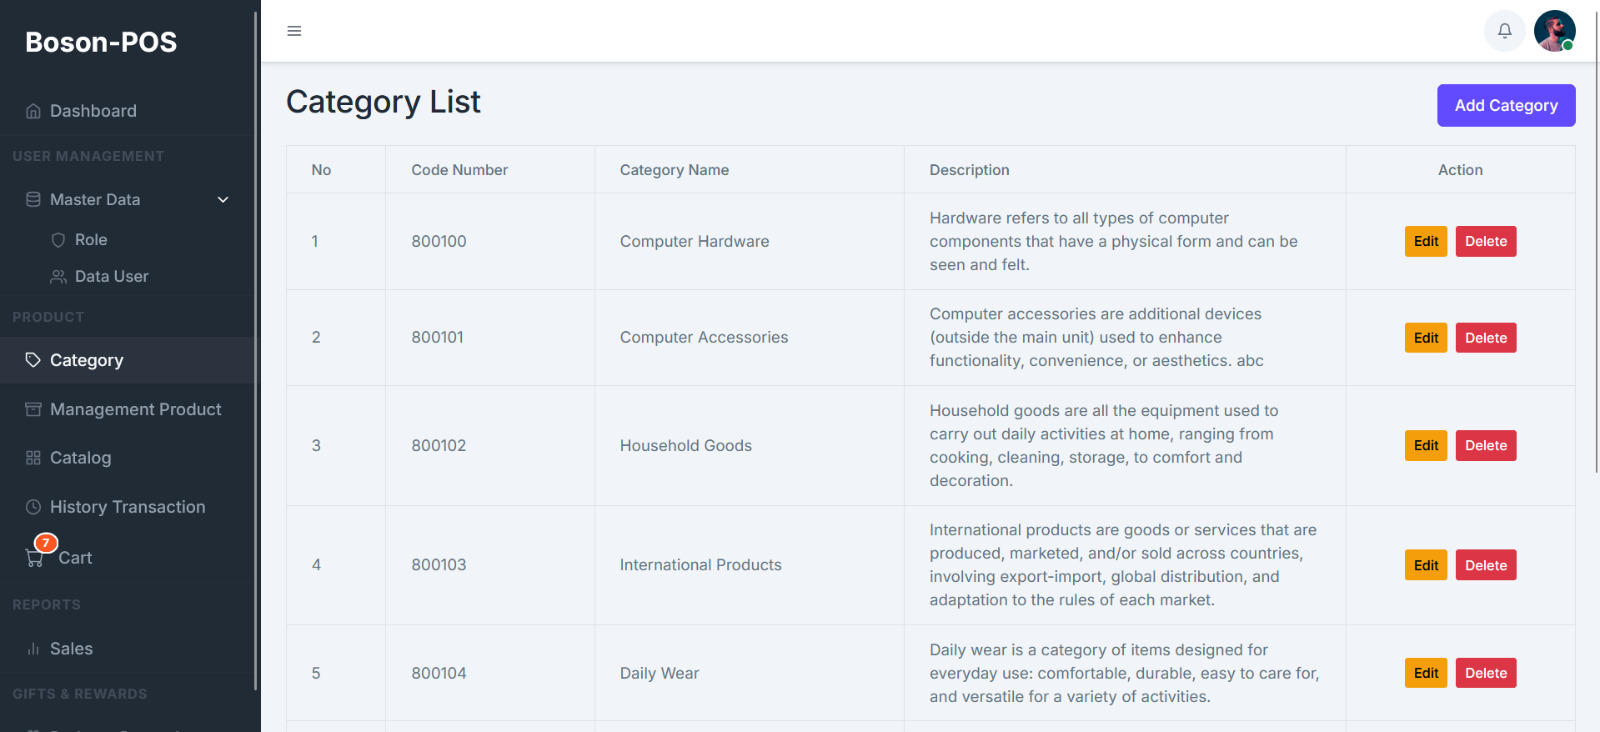 Boson-POS
Dashboard
USER MANAGEMENT
Master Data
Role
Data User
PRODUCT
Category
Management Product
Catalog
History Transaction
7
Cart
REPORTS
Sales
GIFTS & REWARDS
Category List
Add Category
No
Code Number
Category Name
Description
Action
1
800100
Computer Hardware
Hardware refers to all types of computer
components that have a physical form and can be
seen and felt.
Edit
Delete
2
800101
Computer Accessories
Computer accessories are additional devices
(outside the main unit) used to enhance
functionality, convenience, or aesthetics. abc
Edit
Delete
3
800102
Household Goods
Household goods are all the equipment used to
carry out daily activities at home, ranging from
cooking, cleaning, storage, to comfort and
decoration.
Edit
Delete
4
800103
International Products
International products are goods or services that are
produced, marketed, and/or sold across countries,
involving export-import, global distribution, and
adaptation to the rules of each market.
Edit
Delete
5
800104
Daily Wear
Daily wear is a category of items designed for
everyday use: comfortable, durable, easy to care for,
and versatile for a variety of activities.
Edit
Delete